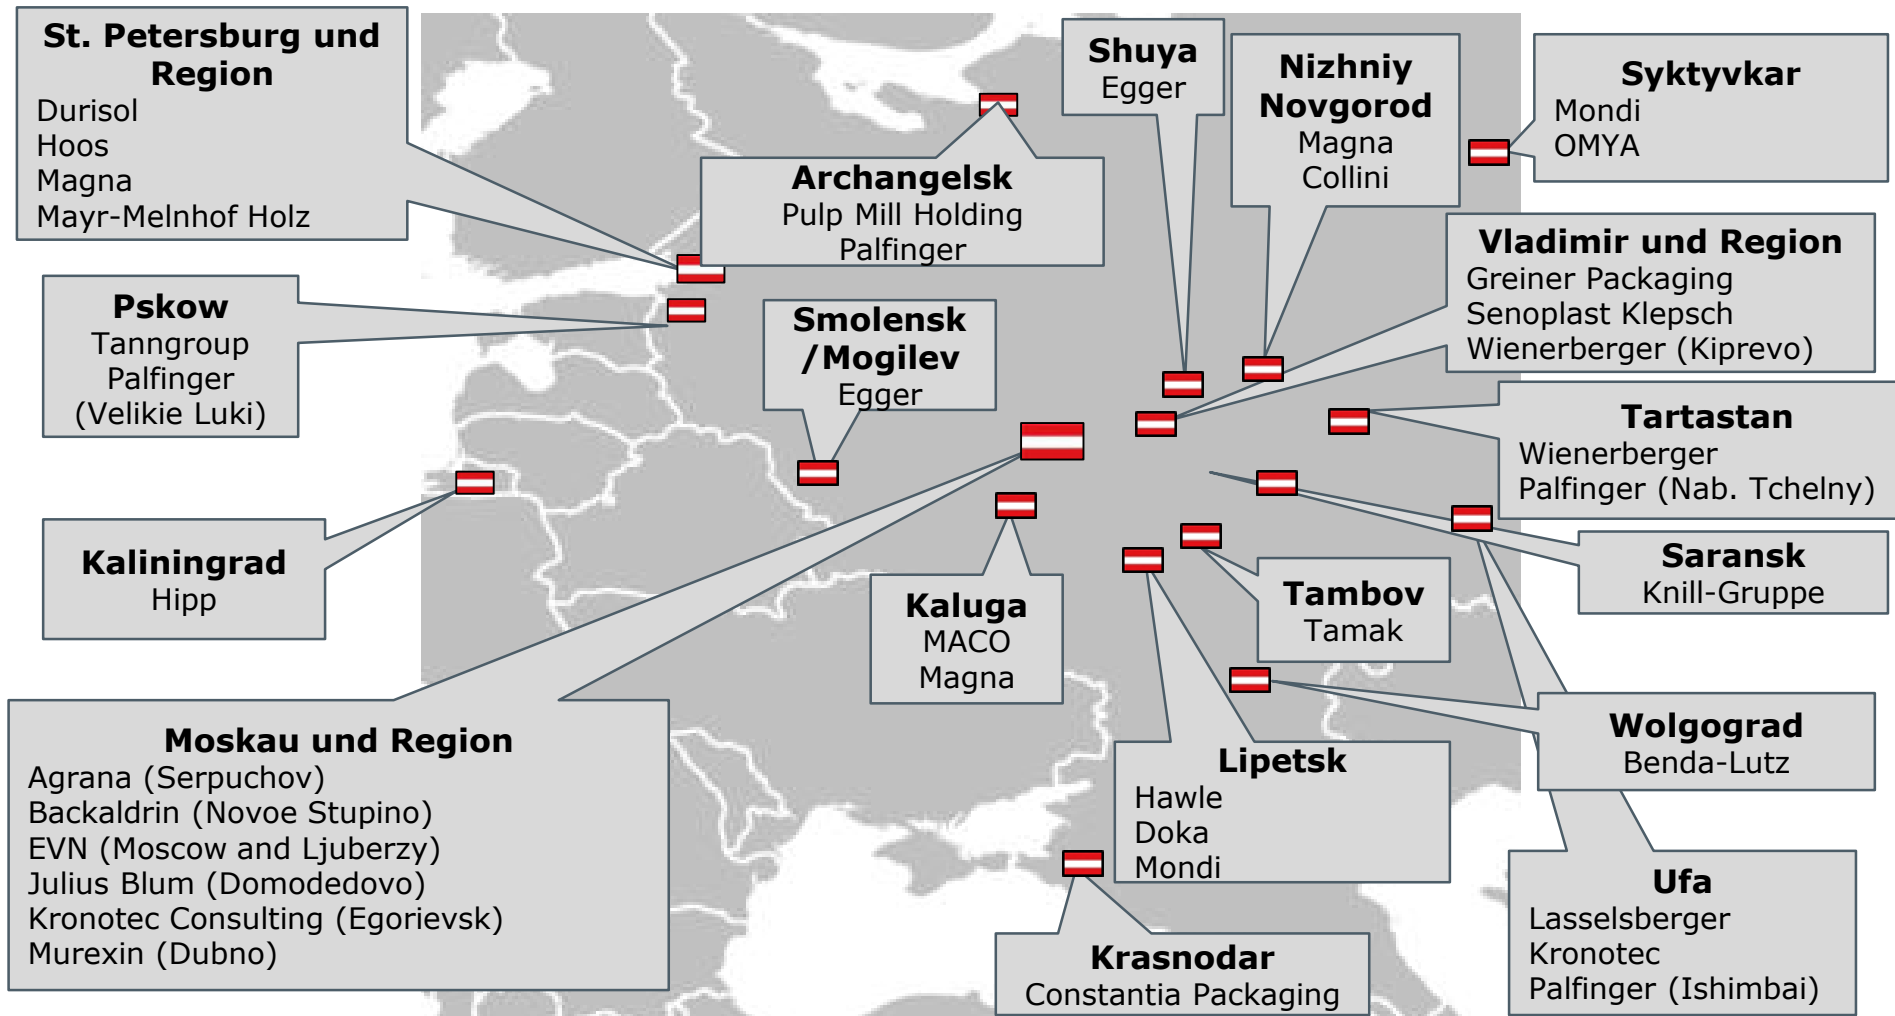 St. Petersburg und
Region
Durisol
Hoos
Magna
Mayr-Melnhof Holz
Shuya
Egger
Nizhniy
Novgorod
Magna
Collini
Syktyvkar
Mondi
OMYA
Archangelsk
Pulp Mill Holding
Palfinger
Vladimir und Region
Greiner Packaging
Senoplast Klepsch
Wienerberger (Kiprevo)
Pskow
Tanngroup
Palfinger
(Velikie Luki)
Smolensk
/Mogilev
Egger
Tartastan
Wienerberger
Palfinger (Nab. Tchelny)
Kaliningrad
Hipp
Saransk
Knill-Gruppe
Kaluga
MACO
Magna
Tambov
Tamak
Moskau und Region
Agrana (Serpuchov)
Backaldrin (Novoe Stupino)
EVN (Moscow and Ljuberzy)
Julius Blum (Domodedovo)
Kronotec Consulting (Egorievsk)
Murexin (Dubno)
Wolgograd
Benda-Lutz
Lipetsk
Hawle
Doka
Mondi
Ufa
Lasselsberger
Kronotec
Palfinger (Ishimbai)
Krasnodar
Constantia Packaging